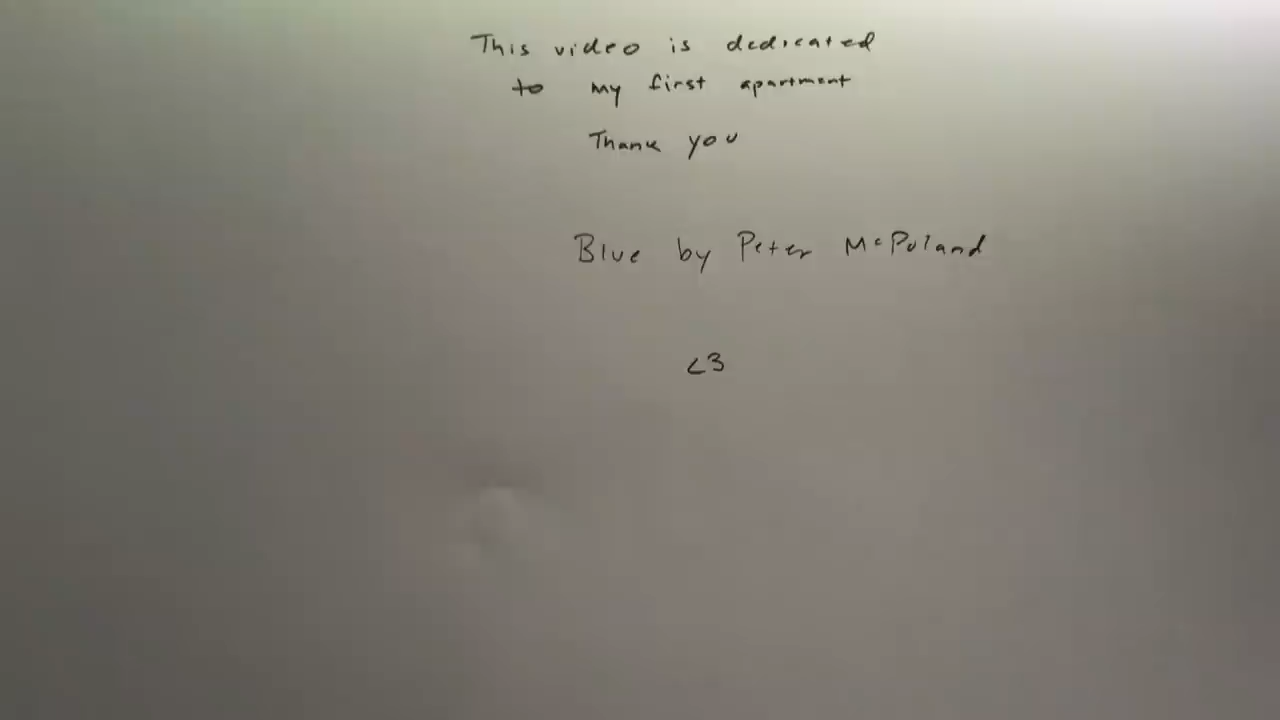 This video is dedicated
to my first apartment
Thank you
Blue by Peter McPoland
<3